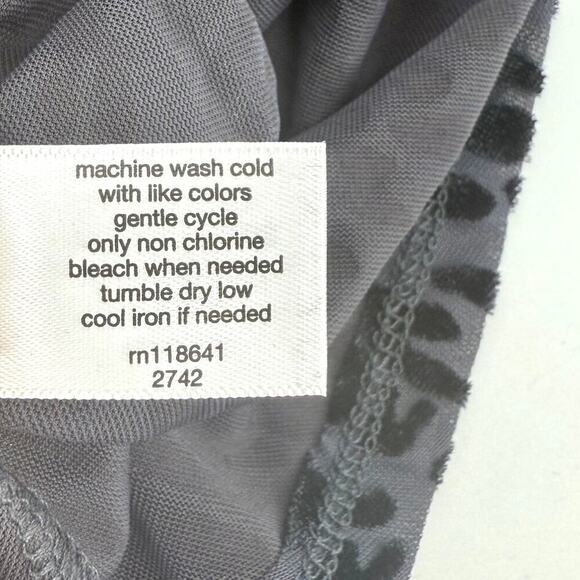 machine wash cold
with like colors
gentle cycle
only non chlorine
bleach when needed
tumble dry low
cool iron if needed
rn118641
2742